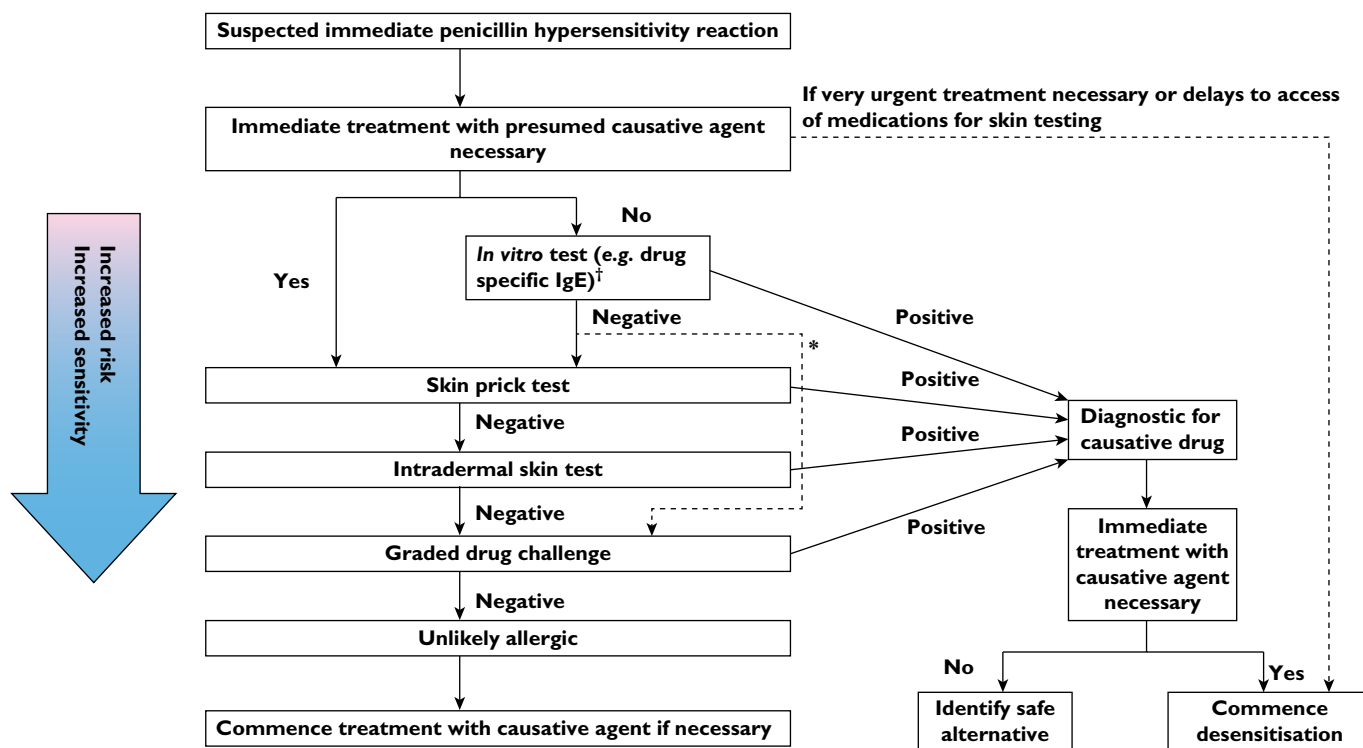 Suspected immediate penicillin hypersensitivity reaction
If very urgent treatment necessary or delays to access
of medications for skin testing
Immediate treatment with presumed causative agent
necessary
No
Yes
In vitro test (e.g. drug
specific IgE)†
Increased risk
Increased sensitivity
Negative
*
Positive
Skin prick test
Positive
Negative
Diagnostic for
causative drug
Intradermal skin test
Positive
Negative
Graded drug challenge
Positive
Immediate
treatment with
causative agent
necessary
Negative
Unlikely allergic
No
Yes
Commence treatment with causative agent if necessary
Identify safe
alternative
Commence
desensitisation